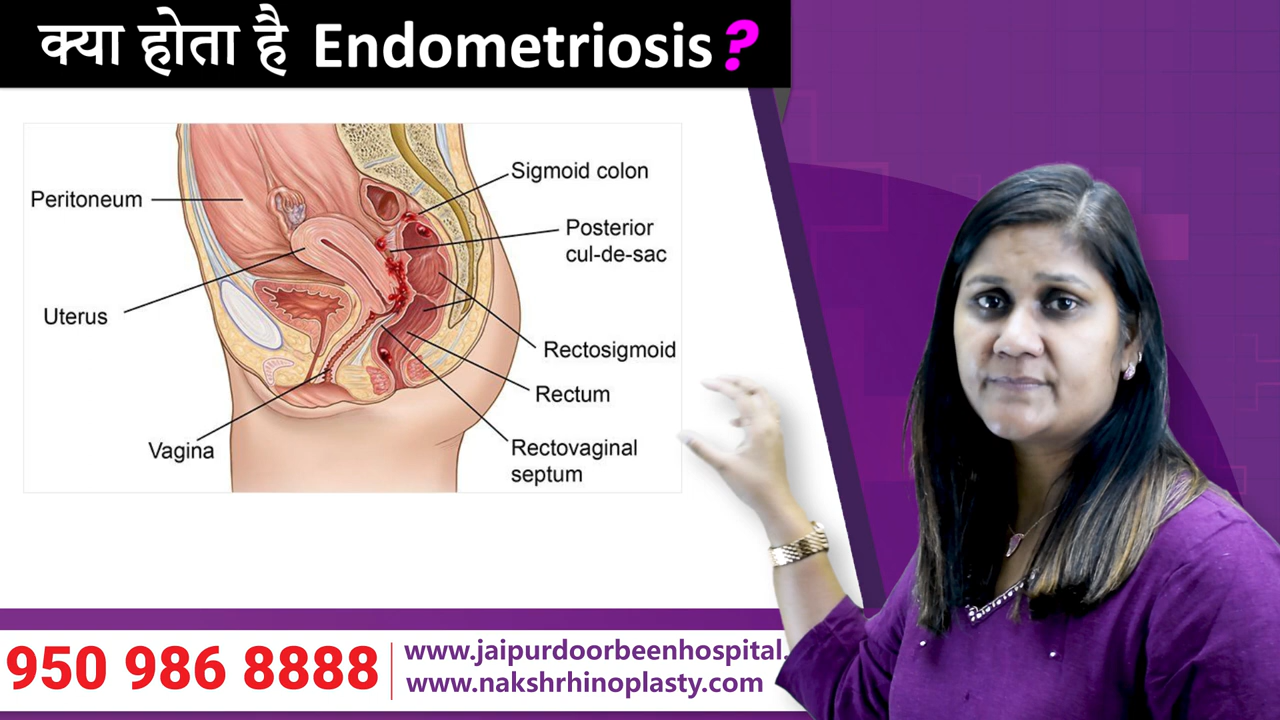 क्या होता है Endometriosis?
Peritoneum
Sigmoid colon
Posterior
cul-de-sac
Uterus
Rectosigmoid
Rectum
Vagina
Rectovaginal
septum
950 986 8888
www.jaipurdoorbeenhospital.
www.nakshrhinoplasty.com